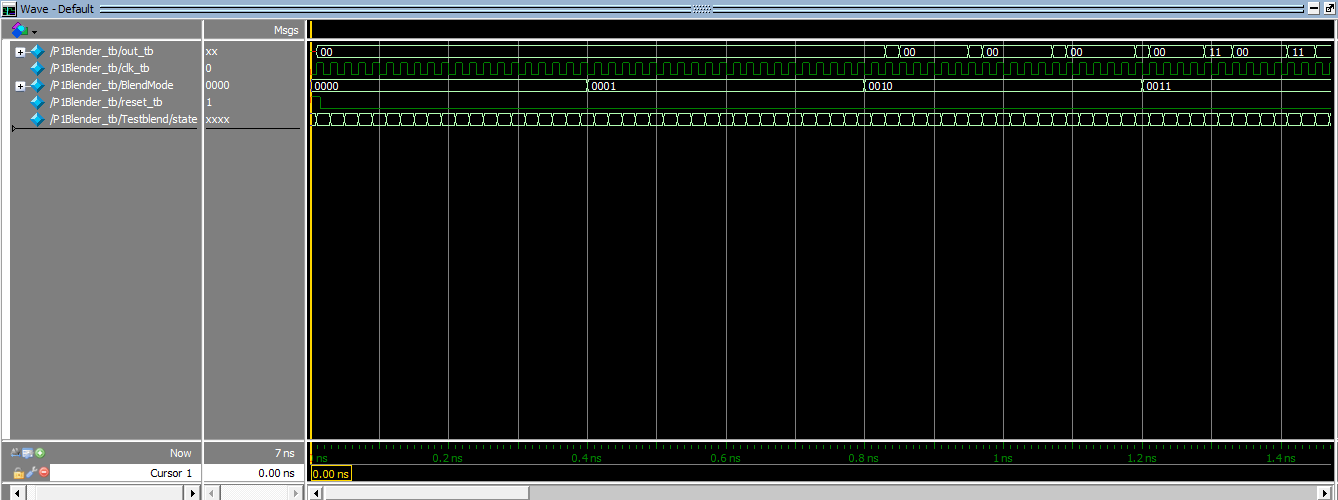 Wave - Default
Msgs
/P1Blender_tb/out_tb xx 00 00 00 00 00 11 00 11
/P1Blender_tb/clk_tb 0
/P1Blender_tb/BlendMode 0000 0000 0001 0010 0011
/P1Blender_tb/reset_tb 1
/P1Blender_tb/Testblend/state xxxx
Now 7 ns ns 0.2 ns 0.4 ns 0.6 ns 0.8 ns 1 ns 1.2 ns 1.4 ns
Cursor 1 0.00 ns 0.00 ns